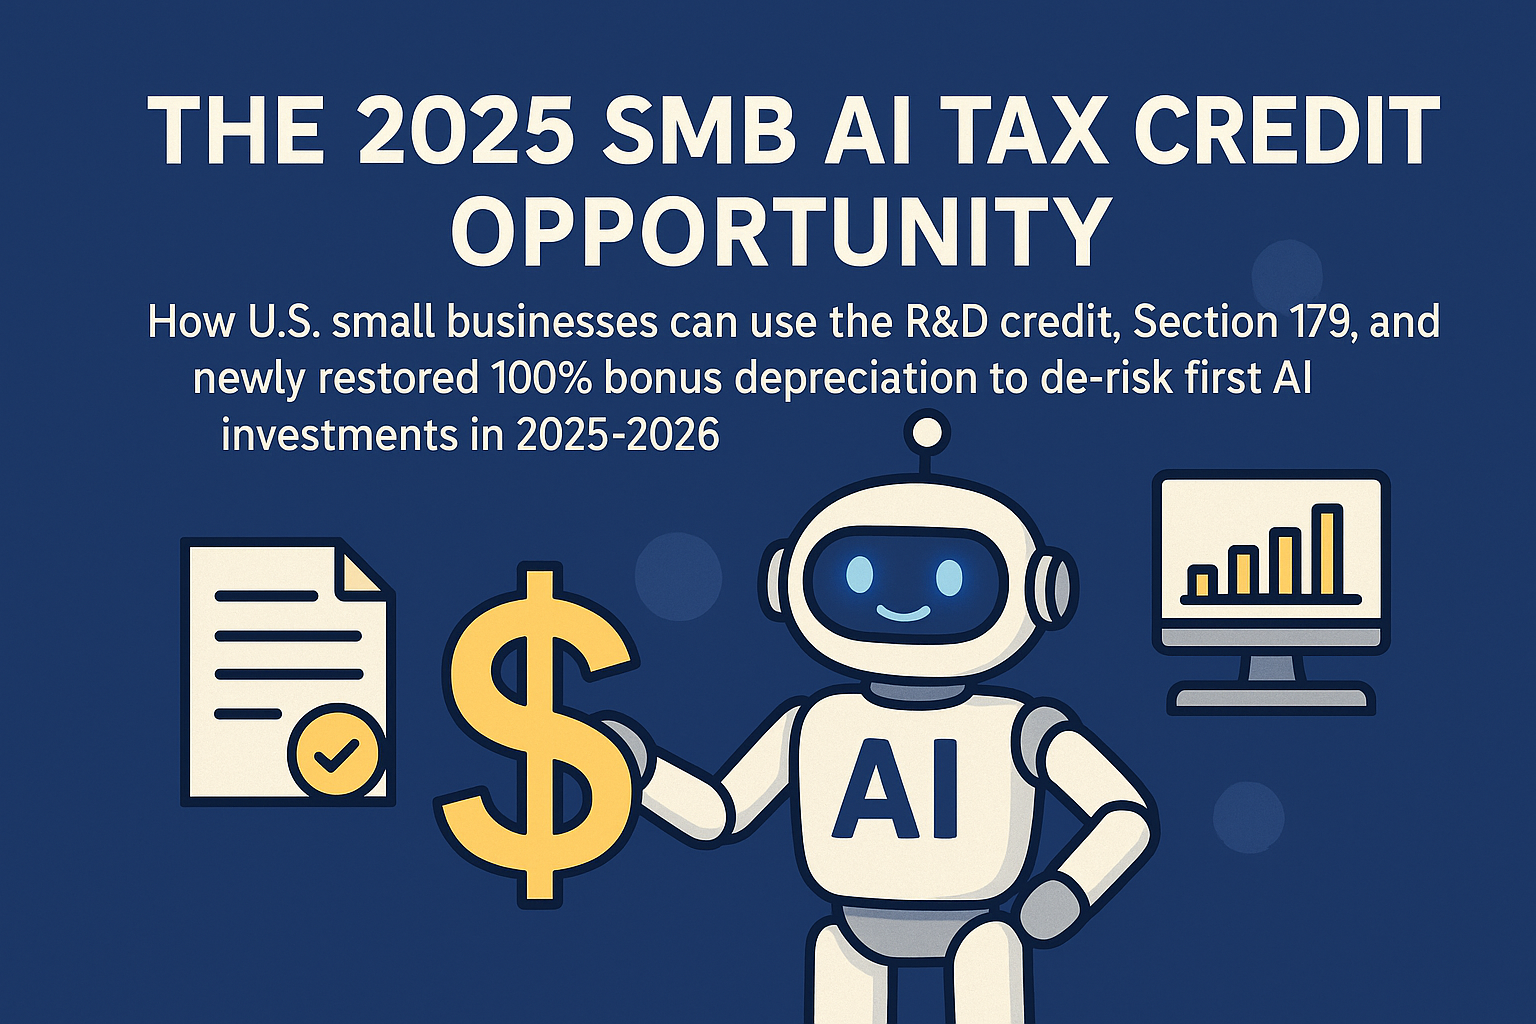 THE 2025 SMB AI TAX CREDIT
OPPORTUNITY
How U.S. small businesses can use the R&D credit, Section 179, and
newly restored 100% bonus depreciation to de-risk first AI
investments in 2025-2026
$
AI